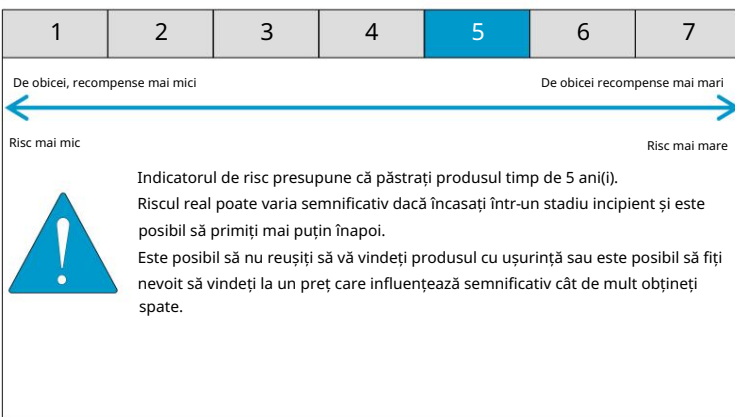 1 2 3 4 5 6 7
De obicei, recompense mai mici De obicei recompense mai mari
Risc mai mic Risc mai mare
Indicatorul de risc presupune că păstrați produsul timp de 5 ani(i).
Riscul real poate varia semnificativ dacă încasați într-un stadiu incipient și este
posibil să primiți mai puțin înapoi.
Este posibil să nu reușiți să vă vindeți produsul cu ușurință sau este posibil să fiți
nevoit să vindeți la un preț care influențează semnificativ cât de mult obțineți
spate.